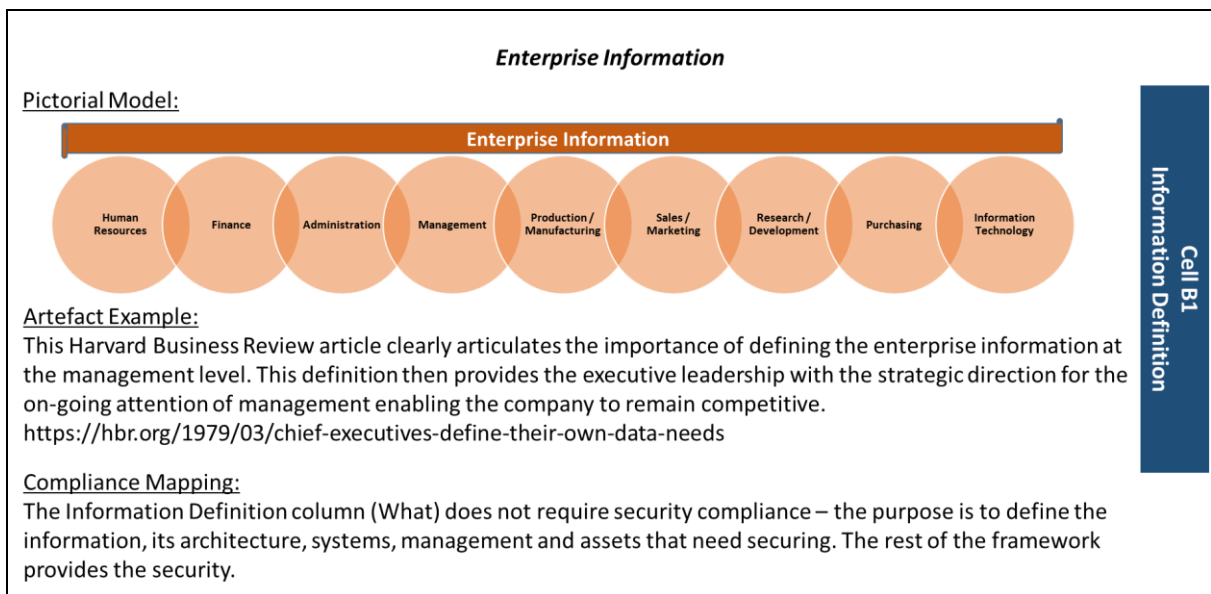 Enterprise Information
Pictorial Model:
Enterprise Information
Human
Resources
Finance
Administration
Management
Production /
Manufacturing
Sales /
Marketing
Research /
Development
Purchasing
Information
Technology
Artefact Example:
This Harvard Business Review article clearly articulates the importance of defining the enterprise information at
the management level. This definition then provides the executive leadership with the strategic direction for the
on-going attention of management enabling the company to remain competitive.
https://hbr.org/1979/03/chief-executives-define-their-own-data-needs
Compliance Mapping:
The Information Definition column (What) does not require security compliance – the purpose is to define the
information, its architecture, systems, management and assets that need securing. The rest of the framework
provides the security.
Cell B1
Information Definition